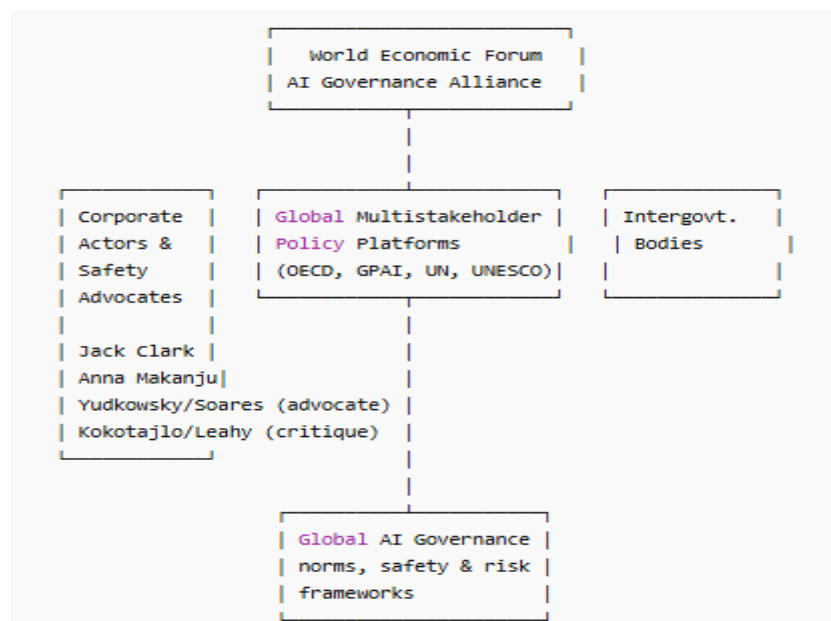 World Economic Forum
AI Governance Alliance
Corporate
Actors &
Safety
Advocates
Jack Clark
Anna Makanju
Yudkowsky/Soares (advocate)
Kokotajlo/Leahy (critique)
Global Multistakeholder
Policy Platforms
(OECD, GPAI, UN, UNESCO)
Intergovt.
Bodies
Global AI Governance
norms, safety & risk
frameworks